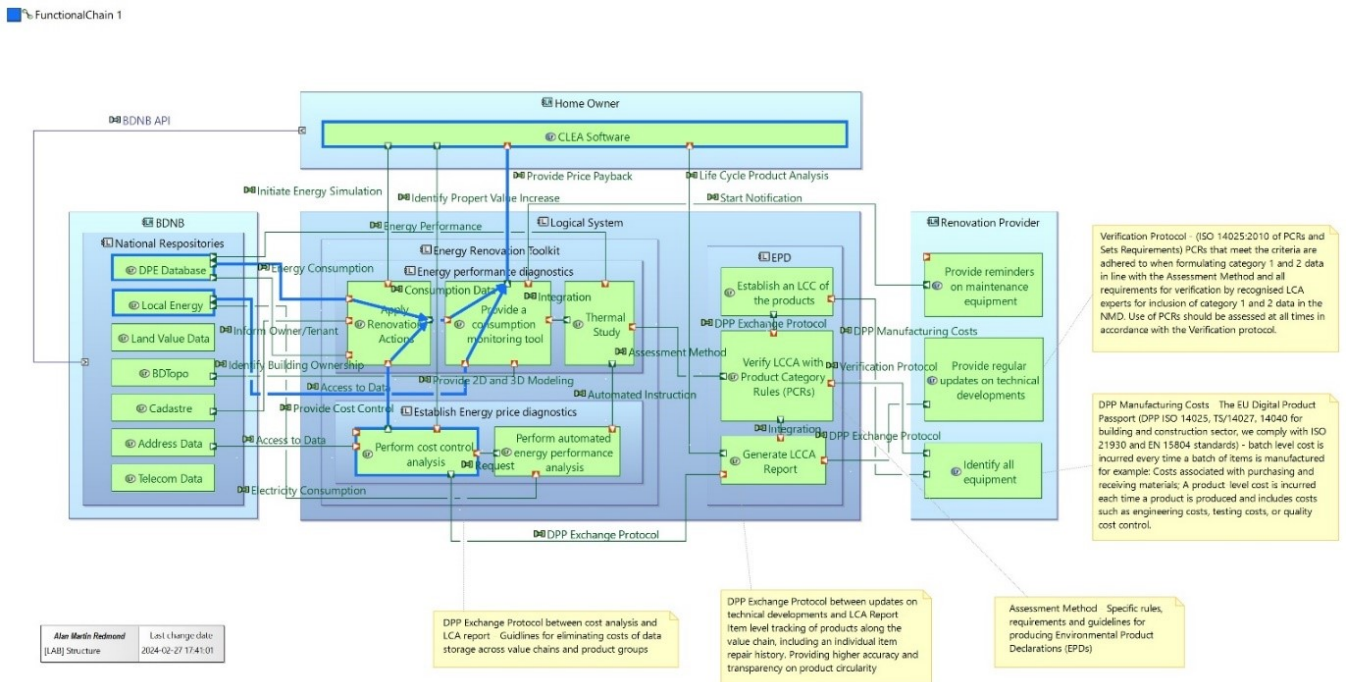 FunctionalChain 1
Home Owner
BDNB API
CLEA Software
Provide Price Payback
Life Cycle Product Analysis
Initiate Energy Simulation
Identify Propert Value Increase
Start Notification
BDNB
Logical System
Renovation Provider
Energy Performance
National Respositories
Energy Renovation Toolkit
EPD
DPE Database
Energy Consumption
Energy performance diagnostics
Provide reminders
on maintenance
equipment
Consumption Data
Integration
Establish an LCC of
the products
Local Energy
Apply
Renovation
Actions
Provide a
consumption
monitoring tool
Thermal
Study
DPP Exchange Protocol
DPP Manufacturing Costs
Inform Owner/Tenant
Land Value Data
Assessment Method
Verify LCCA with
Product Category
Rules (PCRs)
Verification Protocol
Provide regular
updates on technical
developments
Identify Building Ownership
BDTopo
Access to Data
Provide 2D and 3D Modeling
Automated Instruction
Cadastre
Provide Cost Control
Establish Energy price diagnostics
Integration
DPP Exchange Protocol
Address Data
Access to Data
Perform cost control
analysis
Request
Perform automated
energy performance
analysis
Generate LCCA
Report
Identify all
equipment
Telecom Data
Electricity Consumption
DPP Exchange Protocol
Verification Protocol - (ISO 14025:2010 of PCRs and
Sets Requirements) PCRs that meet the criteria are
adhered to when formulating category 1 and 2 data
in line with the Assessment Method and all
requirements for verification by recognised LCA
experts for inclusion of category 1 and 2 data in the
NMD. Use of PCRs should be assessed at all times in
accordance with the Verification protocol.
DPP Manufacturing Costs The EU Digital Product
Passport (DPP ISO 14025, TS/14027, 14040 for
building and construction sector, we comply with ISO
21930 and EN 15804 standards) - batch level cost is
incurred every time a batch of items is manufactured
for example: Costs associated with purchasing and
receiving materials; A product level cost is incurred
each time a product is produced and includes costs
such as engineering costs, testing costs, or quality
cost control.
DPP Exchange Protocol between cost analysis and
LCA report Guidlines for eliminating costs of data
storage across value chains and product groups
DPP Exchange Protocol between updates on
technical developments and LCA Report
Item level tracking of products along the
value chain, including an individual item
repair history. Providing higher accuracy and
transparency on product circularity
Assessment Method Specific rules,
requirements and guidelines for
producing Environmental Product
Declarations (EPDs)
Alan Martin Redmond
[LAB] Structure
Last change date
2024-02-27 17:41:01